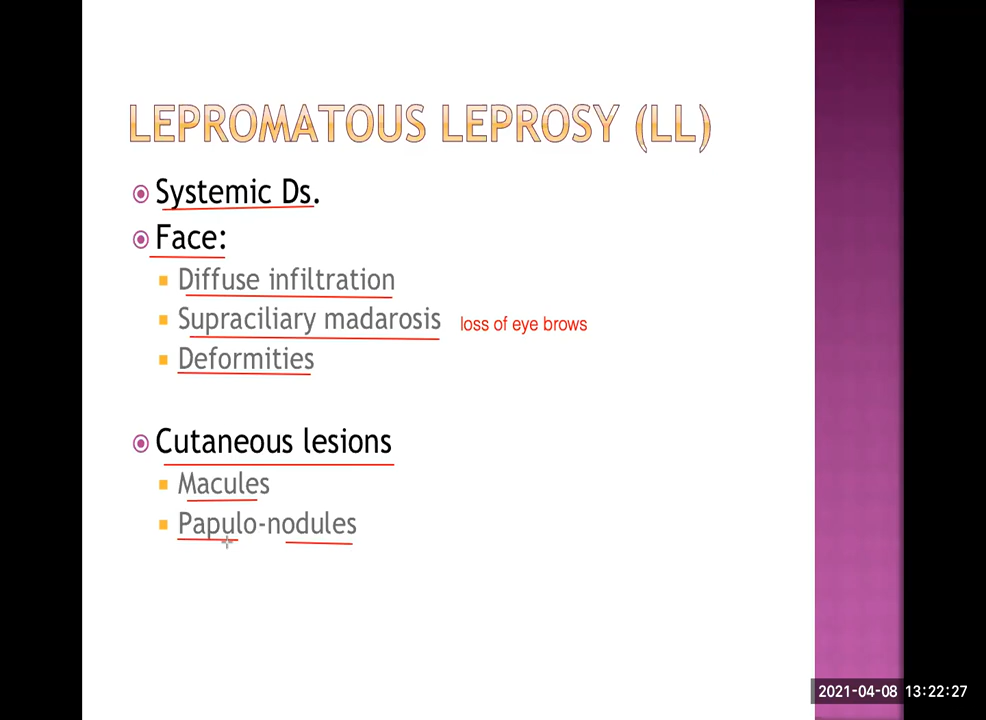 LEPROMATOUS LEPROSY (LL)
Systemic Ds.
Face:
Diffuse infiltration
Supraciliary madarosis loss of eye brows
Deformities
Cutaneous lesions
Macules
Papulo-nodules
2021-04-08 13:22:27